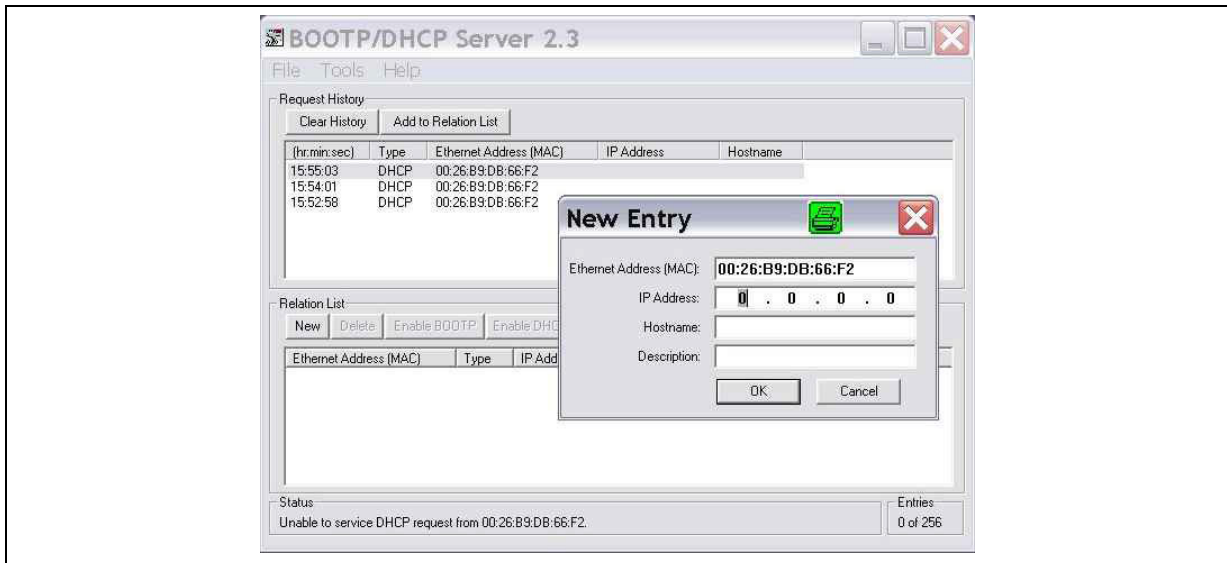 BOOTP/DHCP Server 2.3
File Tools Help
Request History
Clear History Add to Relation List
(hr:min:sec) Type Ethernet Address (MAC) IP Address Hostname
15:55:03 DHCP 00:26:B9:DB:66:F2
15:54:01 DHCP 00:26:B9:DB:66:F2
15:52:58 DHCP 00:26:B9:DB:66:F2
New Entry
Ethernet Address (MAC): 00:26:B9:DB:66:F2
IP Address: 0 . 0 . 0 . 0
Hostname:
Description:
OK Cancel
Relation List
New Delete Enable BOOTP Enable DHC
Ethernet Address (MAC) Type IP Add
Status
Unable to service DHCP request from 00:26:B9:DB:66:F2.
Entries
0 of 256